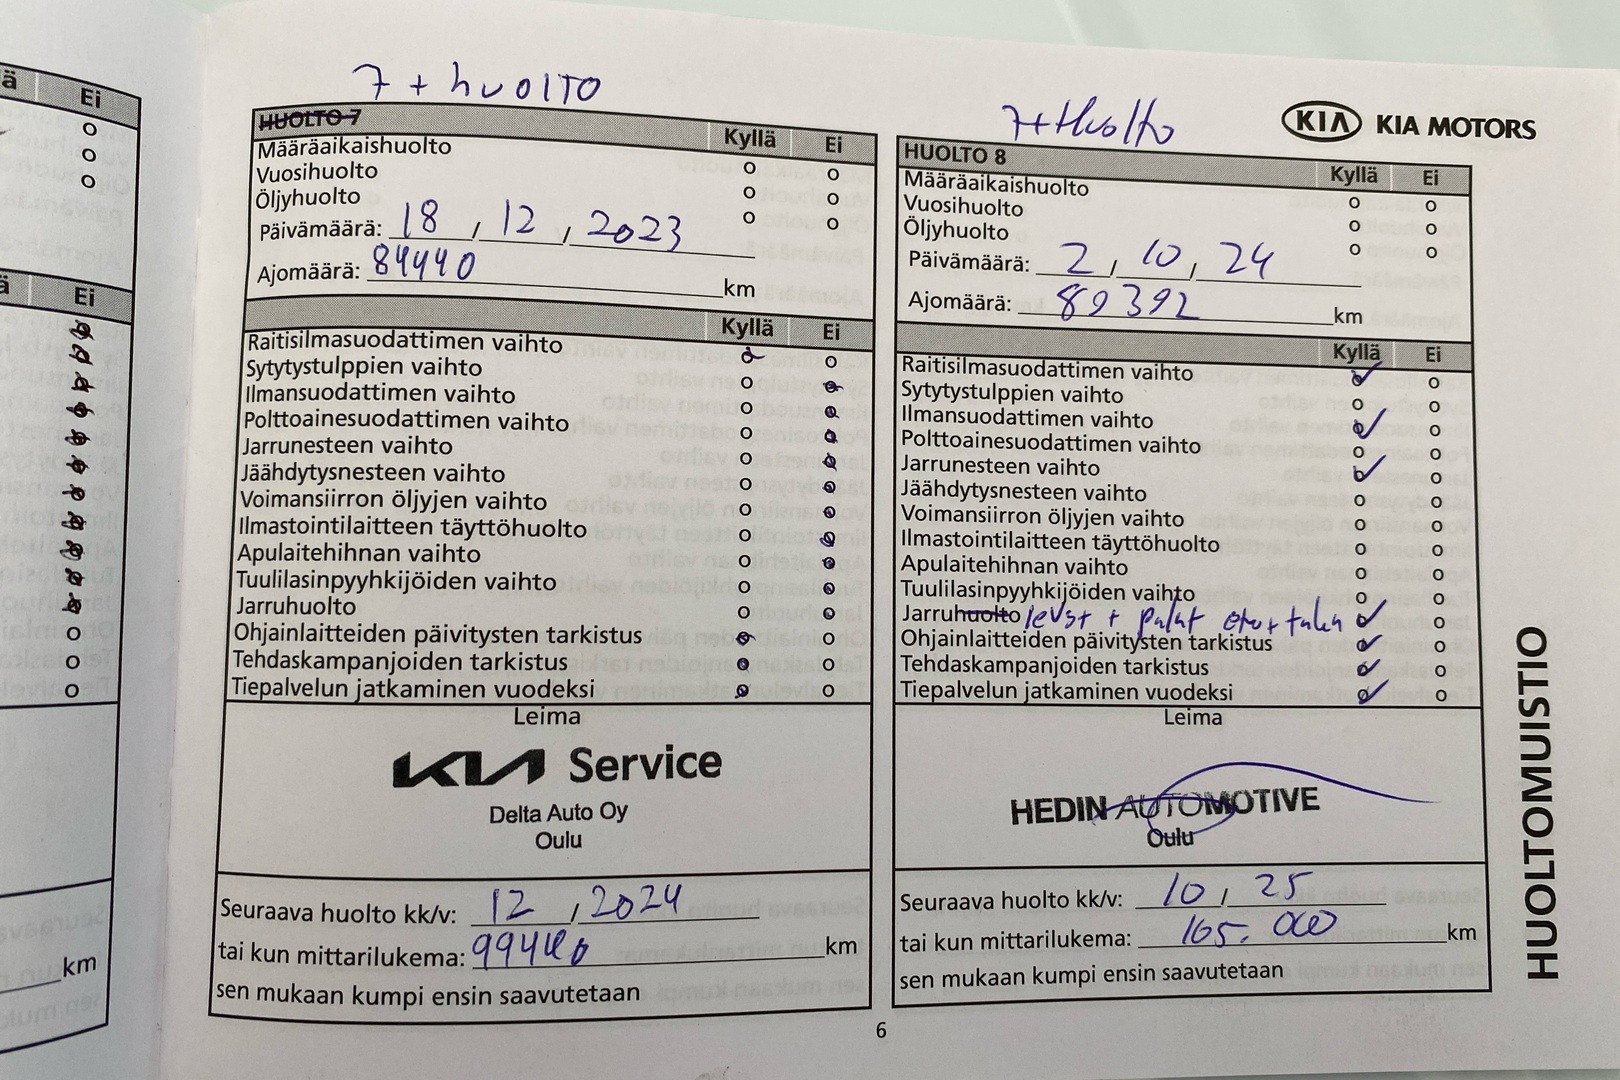 ä Ei
ä Ei
km
7 + huolto
HUOLTO 7 Kyllä Ei
Määräaikaishuolto
Vuosihuolto
Öljyhuolto
Päivämäärä: 18 , 12 , 2023
Ajomäärä: 84440 km
Kyllä Ei
Raitisilmasuodattimen vaihto
Sytytystulppien vaihto
Ilmansuodattimen vaihto
Polttoainesuodattimen vaihto
Jarrunesteen vaihto
Jäähdytysnesteen vaihto
Voimansiirron öljyjen vaihto
Ilmastointilaitteen täyttöhuolto
Apulaitehihnan vaihto
Tuulilasinpyyhkijöiden vaihto
Jarruhuolto
Ohjainlaitteiden päivitysten tarkistus
Tehdaskampanjoiden tarkistus
Tiepalvelun jatkaminen vuodeksi
Leima
KIA Service
Delta Auto Oy
Oulu
Seuraava huolto kk/v: 12 , 2024
tai kun mittarilukema: 99440 km
sen mukaan kumpi ensin saavutetaan
7+Huolto
KIA KIA MOTORS
HUOLTO 8 Kyllä Ei
Määräaikaishuolto
Vuosihuolto
Öljyhuolto
Päivämäärä: 2 , 10 , 24
Ajomäärä: 89392 km
Kyllä Ei
Raitisilmasuodattimen vaihto
Sytytystulppien vaihto
Ilmansuodattimen vaihto
Polttoainesuodattimen vaihto
Jarrunesteen vaihto
Jäähdytysnesteen vaihto
Voimansiirron öljyjen vaihto
Ilmastointilaitteen täyttöhuolto
Apulaitehihnan vaihto
Tuulilasinpyyhkijöiden vaihto
Jarruhuolto levyt + palat etu + taka
Ohjainlaitteiden päivitysten tarkistus
Tehdaskampanjoiden tarkistus
Tiepalvelun jatkaminen vuodeksi
Leima
HEDIN AUTOMOTIVE
Oulu
Seuraava huolto kk/v: 10 , 25
tai kun mittarilukema: 105.000 km
sen mukaan kumpi ensin saavutetaan
HUOLTOMUISTIO
6